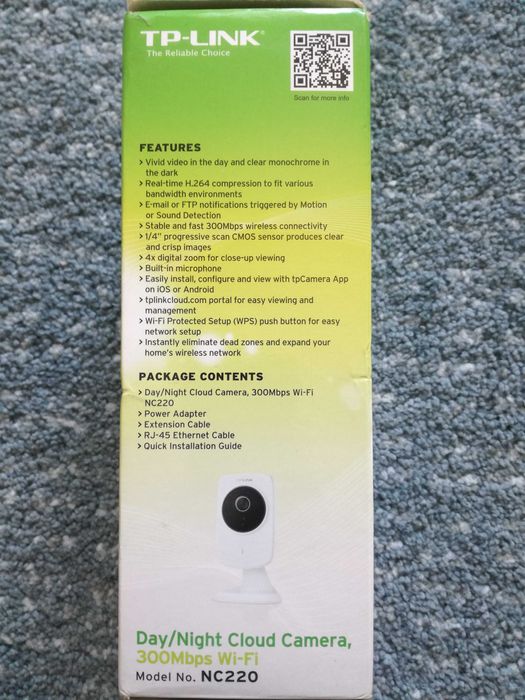 TP-LINK®
The Reliable Choice
Scan for more info
FEATURES
> Vivid video in the day and clear monochrome in
the dark
> Real-time H.264 compression to fit various
bandwidth environments
> E-mail or FTP notifications triggered by Motion
or Sound Detection
> Stable and fast 300Mbps wireless connectivity
> 1/4" progressive scan CMOS sensor produces clear
and crisp images
> 4x digital zoom for close-up viewing
> Built-in microphone
> Easily install, configure and view with tpCamera App
on iOS or Android
> tplinkcloud.com portal for easy viewing and
management
> Wi-Fi Protected Setup (WPS) push button for easy
network setup
> Instantly eliminate dead zones and expand your
home's wireless network
PACKAGE CONTENTS
> Day/Night Cloud Camera, 300Mbps Wi-Fi
NC220
> Power Adapter
> Extension Cable
> RJ-45 Ethernet Cable
> Quick Installation Guide
TP-LINK
Day/Night Cloud Camera,
300Mbps Wi-Fi
Model No. NC220